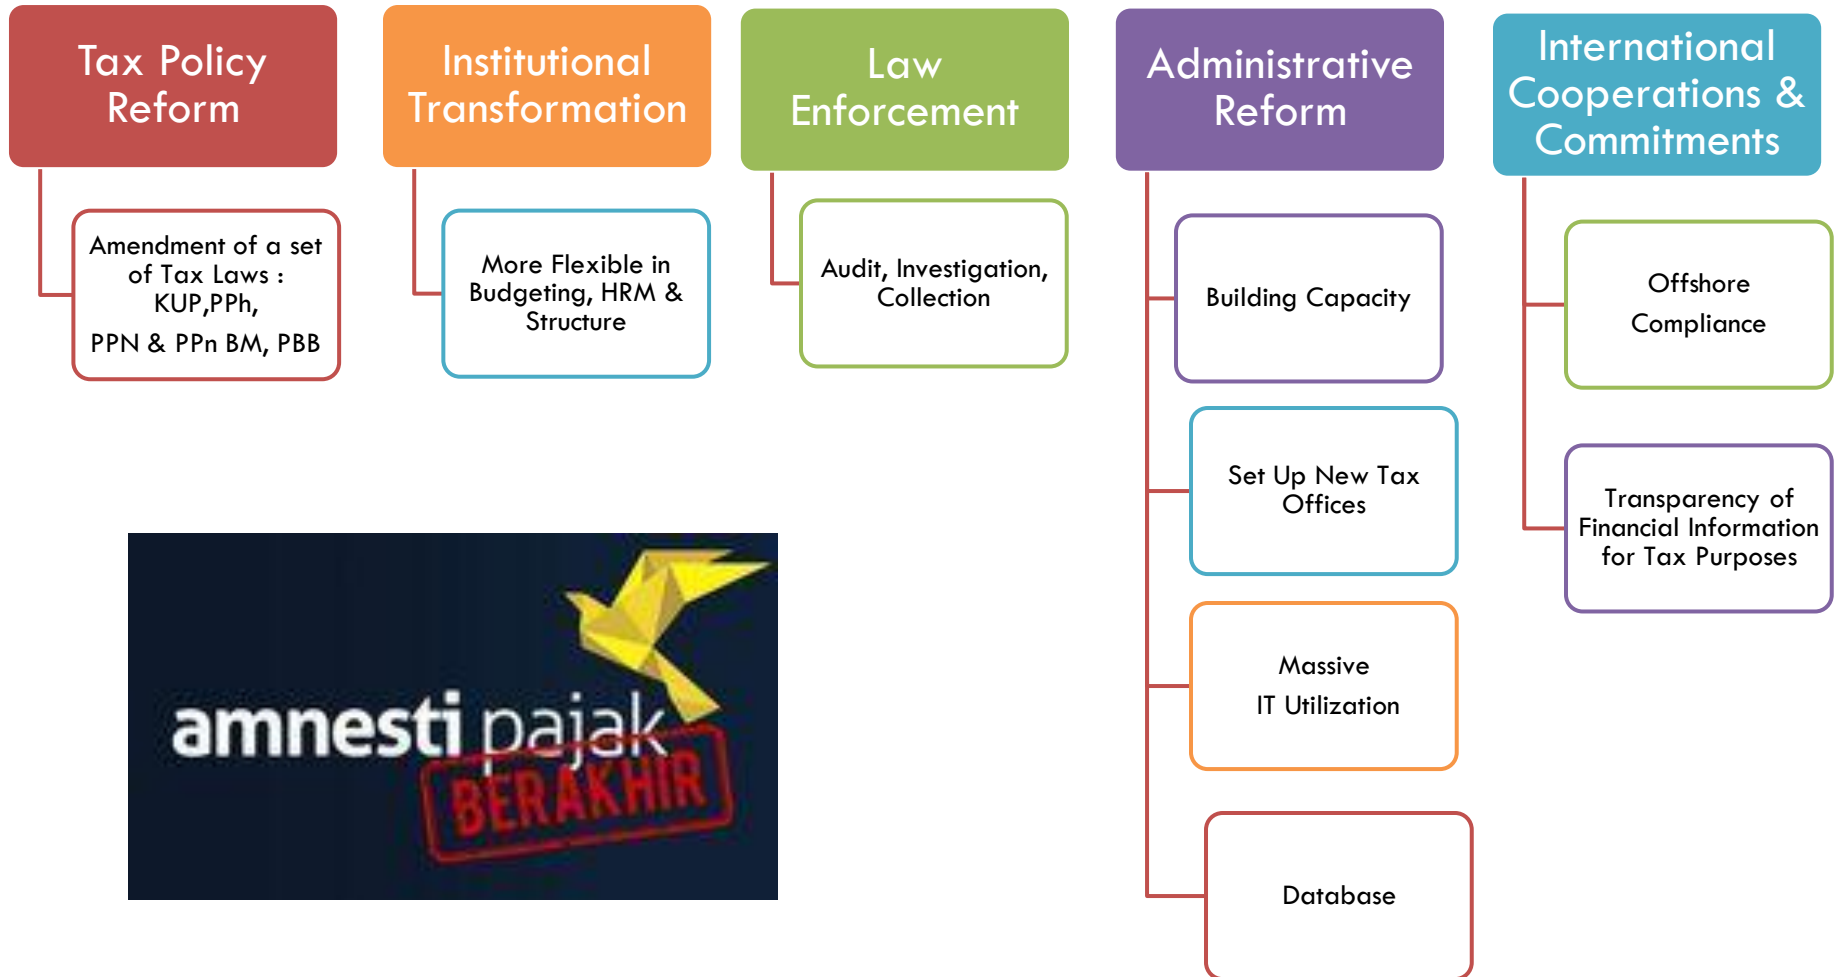 Tax Policy
Reform
Amendment of a set
of Tax Laws :
KUP,PPh,
PPN & PPn BM, PBB
Institutional
Transformation
More Flexible in
Budgeting, HRM &
Structure
Law
Enforcement
Audit, Investigation,
Collection
Administrative
Reform
Building Capacity
Set Up New Tax
Offices
Massive
IT Utilization
Database
International
Cooperations &
Commitments
Offshore
Compliance
Transparency of
Financial Information
for Tax Purposes
amnesti pajak
BERAKHIR